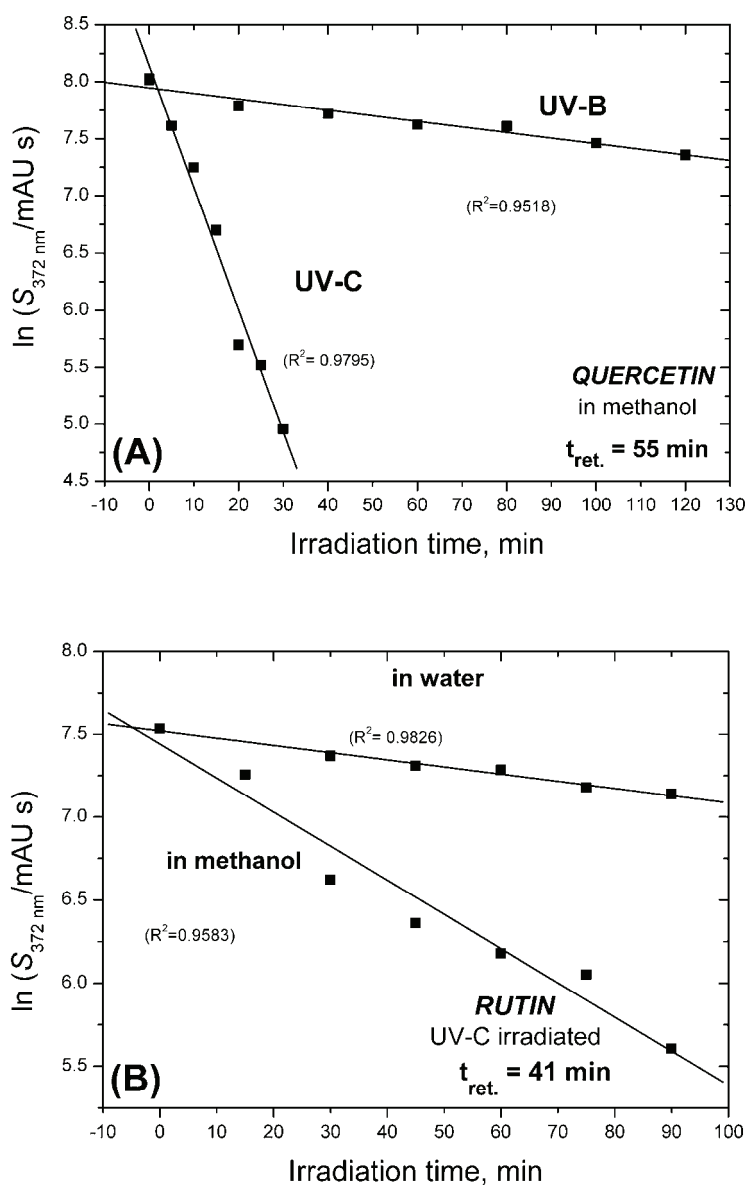 8.5
8.0
7.5
7.0
6.5
6.0
5.5
5.0
4.5
ln (S372 nm/mAU s)
UV-B
(R2=0.9518)
UV-C
(R2= 0.9795)
QUERCETIN
in methanol
tret. = 55 min
(A)
-10 0 10 20 30 40 50 60 70 80 90 100 110 120 130
Irradiation time, min
8.0
7.5
7.0
6.5
6.0
5.5
ln (S372 nm/mAU s)
in water
(R2= 0.9826)
in methanol
(R2=0.9583)
RUTIN
UV-C irradiated
tret. = 41 min
(B)
-10 0 10 20 30 40 50 60 70 80 90 100
Irradiation time, min